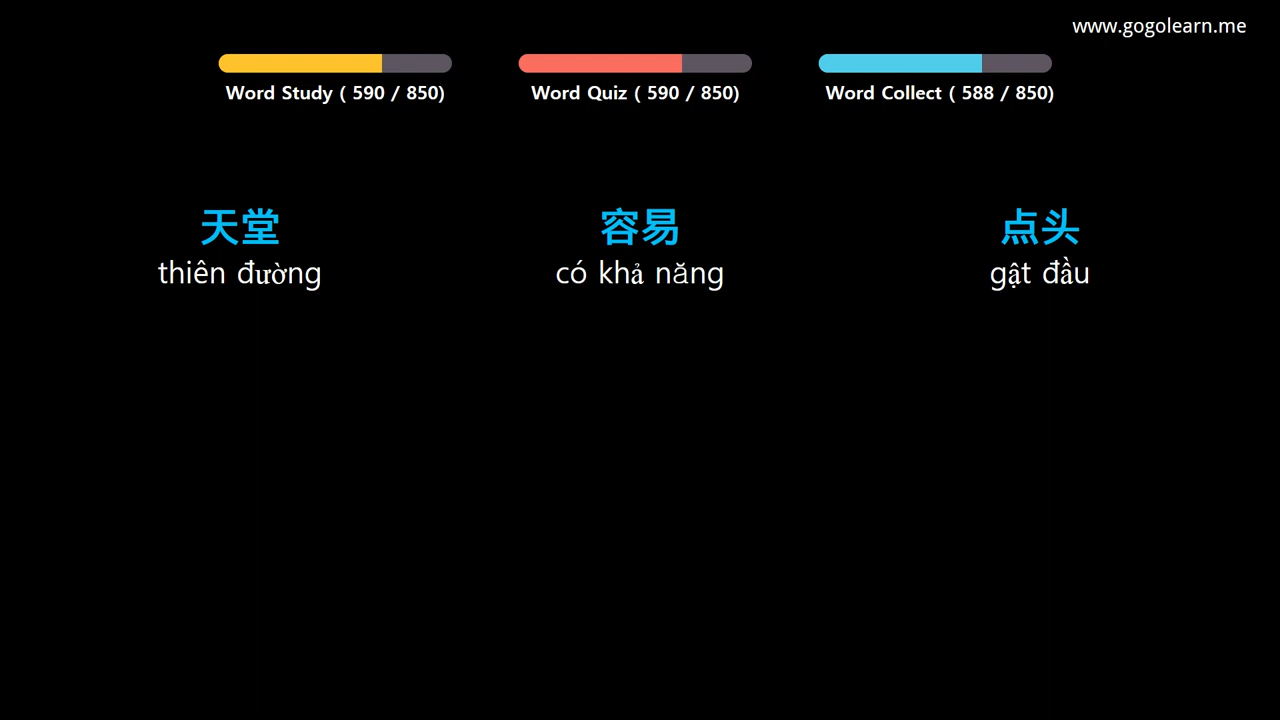 www.gogolearn.me
Word Study ( 590 / 850)
Word Quiz ( 590 / 850)
Word Collect ( 588 / 850)
天堂
thiên đường
容易
có khả năng
点头
gật đầu